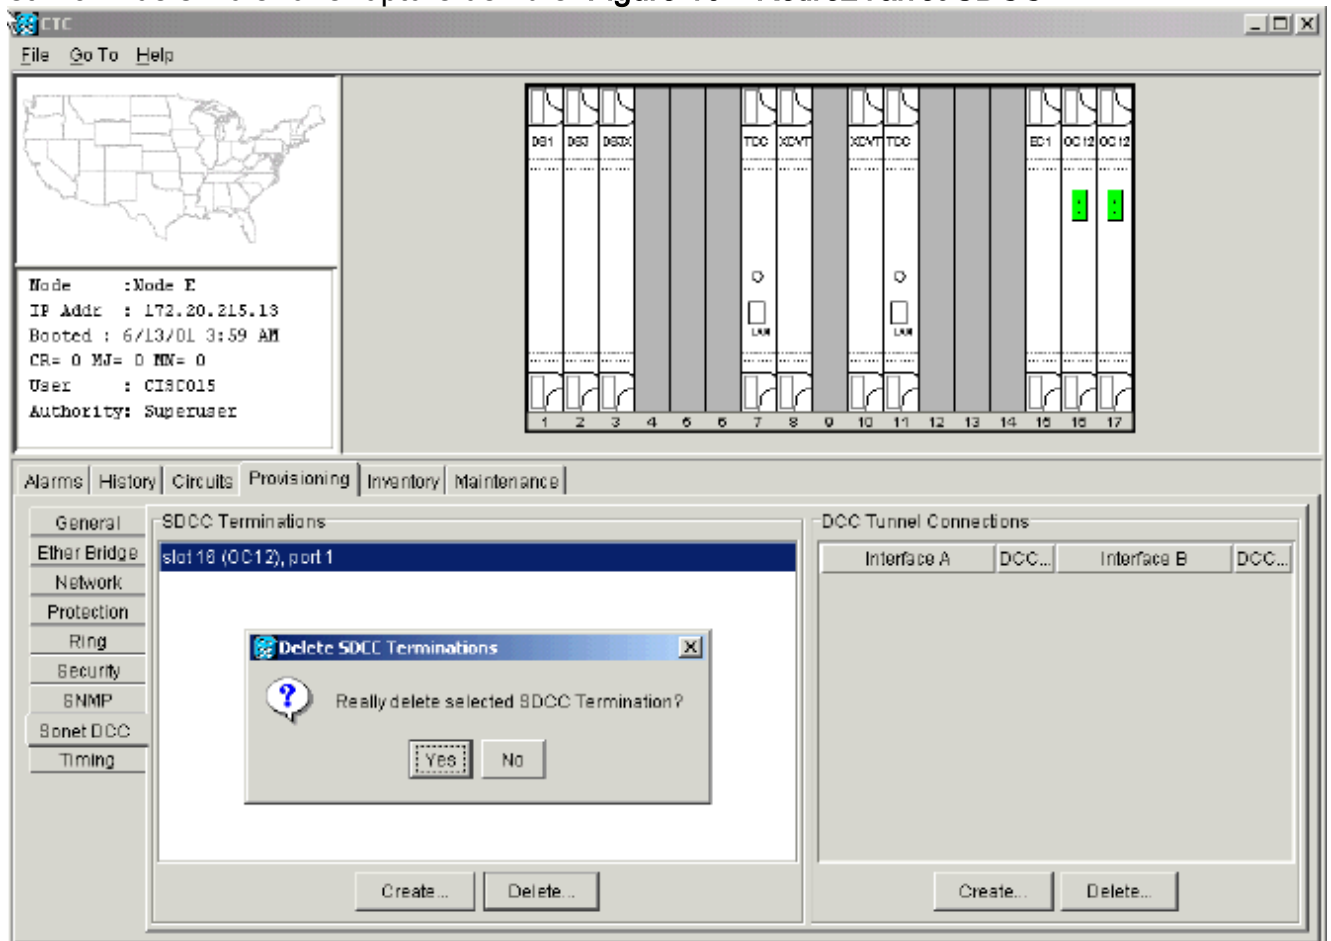 CTC
File Go To Help
DS1 DS3 DS3X TCC XCVT XCVT TCC EC1 OC12 OC12
LAN LAN
1 2 3 4 5 6 7 8 9 10 11 12 13 14 15 16 17
Node :Node E
IP Addr : 172.20.215.13
Booted : 6/13/01 3:59 AM
CR= 0 MJ= 0 MN= 0
User : CISCO15
Authority: Superuser
Alarms History Circuits Provisioning Inventory Maintenance
General
Ether Bridge
Network
Protection
Ring
Security
SNMP
Sonet DCC
Timing
SDCC Terminations
slot 16 (OC12), port 1
Delete SDCC Terminations
Really delete selected SDCC Termination?
Yes No
Create... Delete...
DCC Tunnel Connections
Interface A DCC... Interface B DCC...
Create... Delete...